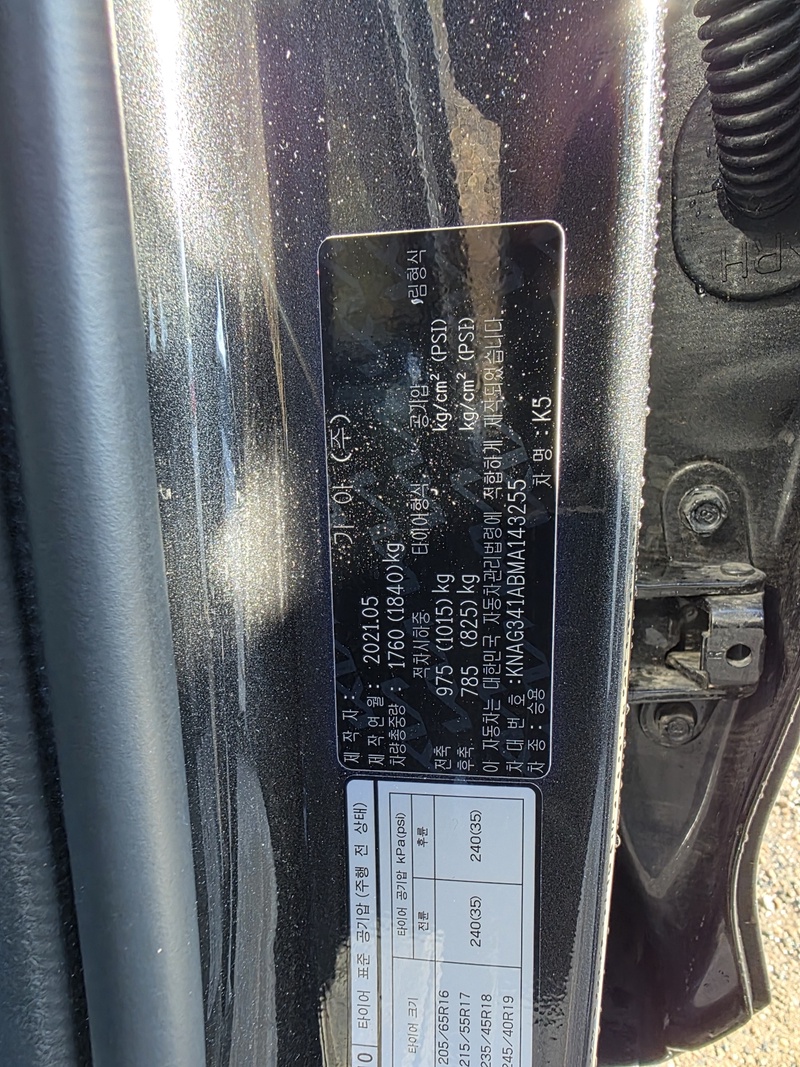 제 작 자 : 기 아 (주)
제 작 여 월 : 2021.05
차량총중량 : 1760 (1840)kg
적차시하중 타이어형식, 공기압 림형식
전축 975 (1015)kg kg/cm² (PSI)
후축. 785 (825)kg kg/cm² (PSI)
이 자동차는 대한민국 자동차관리법령에 적합하게 제작되었습니다.
차 대 번 호 :KNAG341ABMA143255
차 종 : 승용 차 명 :K5
타이어 표준 공기압 (주행 전 상태)
타이어 크기 타이어 공기압 kPa(psi)
전륜 후륜
205/65R16
215/55R17 240(35) 240(35)
235/45R18
245/40R19
RH